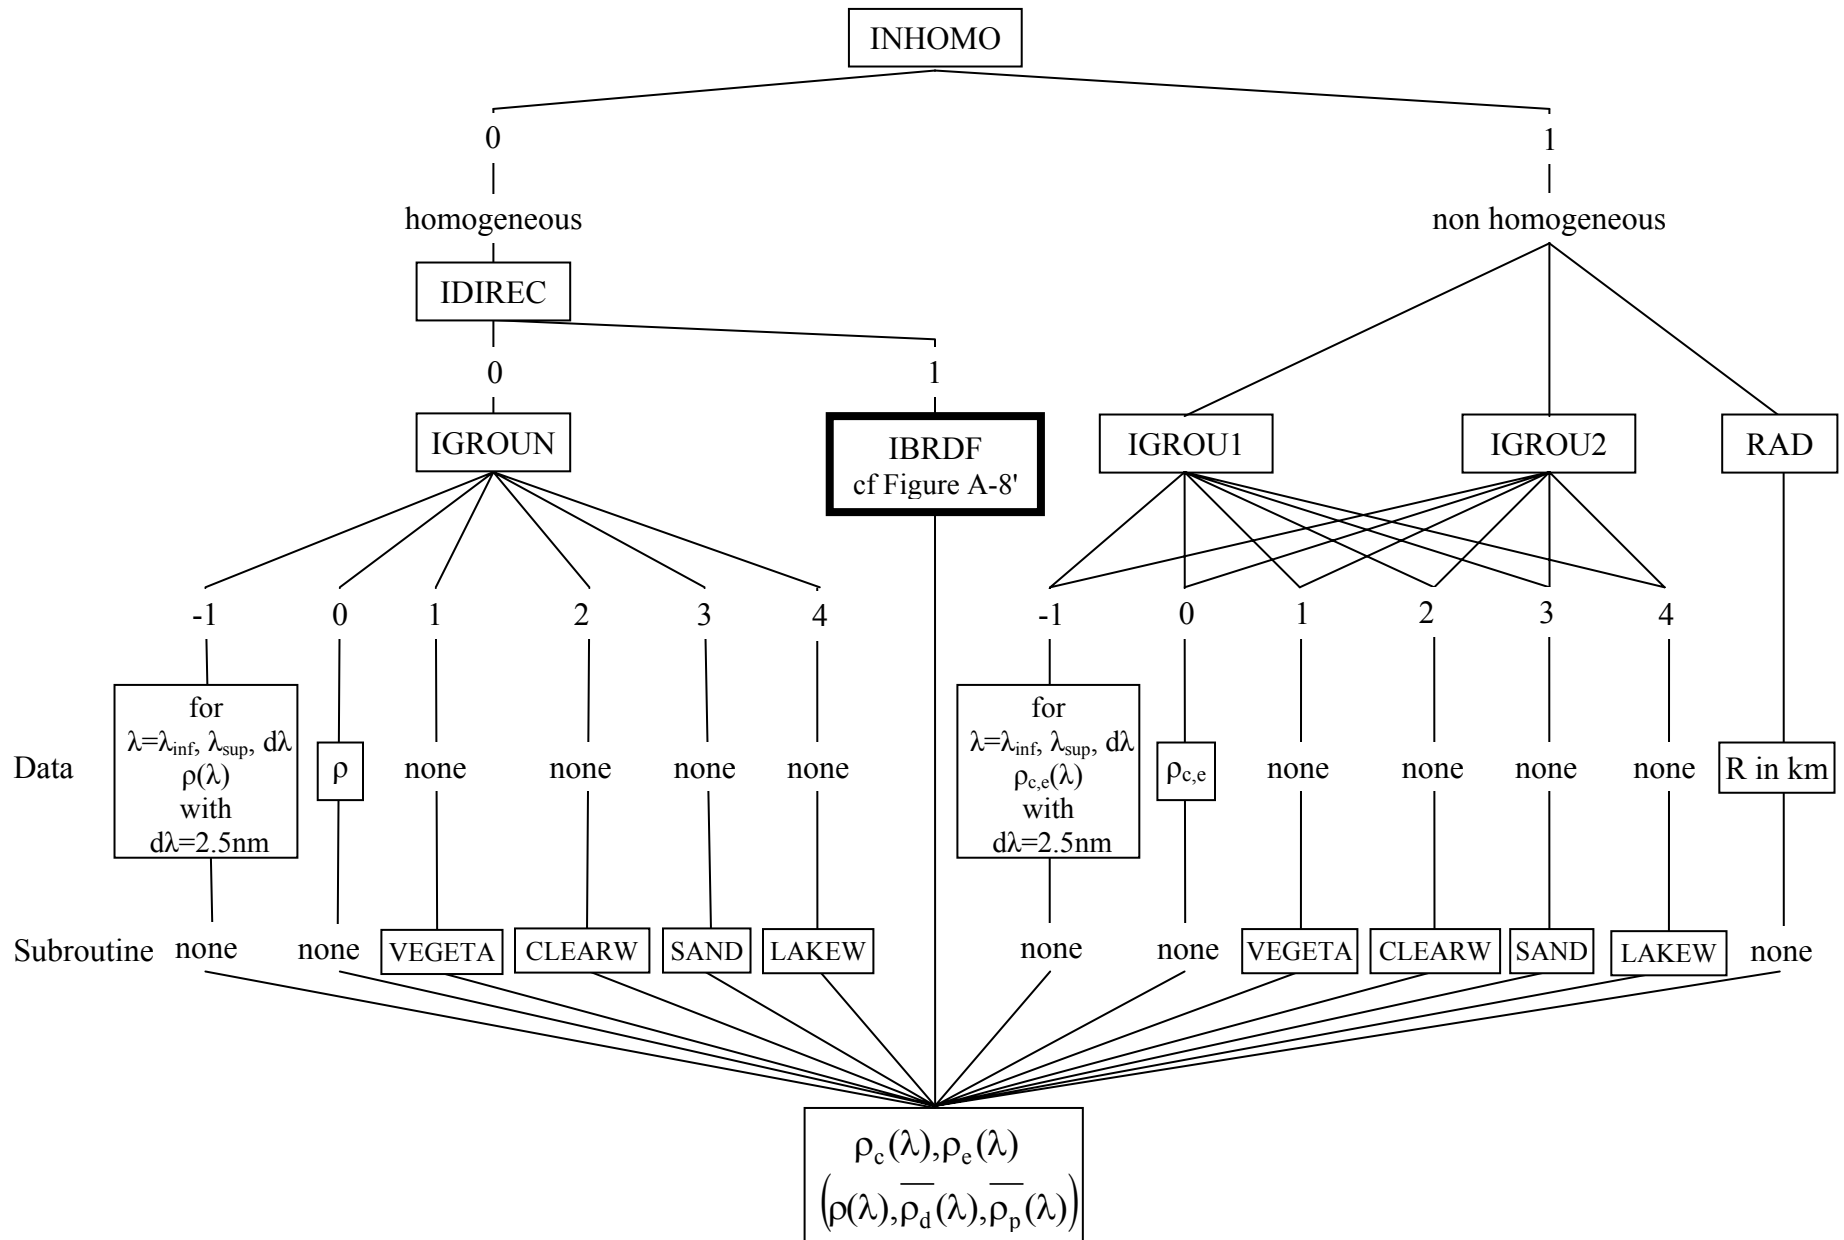 INHOMO
0 1
homogeneous non homogeneous
IDIREC
0 1
IGROUN IBRDF IGROU1 IGROU2 RAD
cf Figure A-8'
-1 0 1 2 3 4 -1 0 1 2 3 4
for for
λ=λinf, λsup, dλ λ=λinf, λsup, dλ
Data ρ(λ) ρ none none none none ρc,e(λ) ρc,e none none none none R in km
with with
dλ=2.5nm dλ=2.5nm
Subroutine none none VEGETA CLEARW SAND LAKEW none none VEGETA CLEARW SAND LAKEW none
ρc(λ),ρe(λ)
(ρ(λ),ρ̅d(λ),ρ̅p(λ))